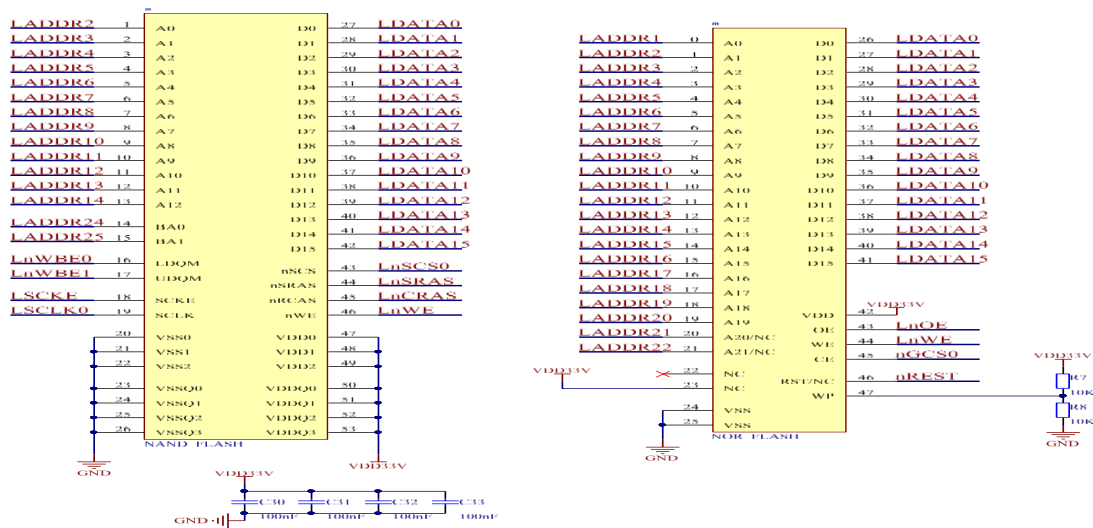 LADDR2 1 A0 D0 27 LDATA0
LADDR3 2 A1 D1 28 LDATA1
LADDR4 3 A2 D2 29 LDATA2
LADDR5 4 A3 D3 30 LDATA3
LADDR6 5 A4 D4 31 LDATA4
LADDR7 6 A5 D5 32 LDATA5
LADDR8 7 A6 D6 33 LDATA6
LADDR9 8 A7 D7 34 LDATA7
LADDR10 9 A8 D8 35 LDATA8
LADDR11 10 A9 D9 36 LDATA9
LADDR12 11 A10 D10 37 LDATA10
LADDR13 12 A11 D11 38 LDATA11
LADDR14 13 A12 D12 39 LDATA12
D13 40 LDATA13
LADDR24 14 BA0 D14 41 LDATA14
LADDR25 15 BA1 D15 42 LDATA15
LnWBE0 16 LDQM nSCS 43 LnSCS0
LnWBE1 17 UDQM nSRAS 44 LnSRAS
LSCKE 18 SCKE nRCAS 45 LnCRAS
LSCLK0 19 SCLK nWE 46 LnWE
20 VSS0 VDD0 47
21 VSS1 VDD1 48
22 VSS2 VDD2 49
23 VSSQ0 VDDQ0 50
24 VSSQ1 VDDQ1 51
25 VSSQ2 VDDQ2 52
26 VSSQ3 VDDQ3 53
NAND FLASH
GND
VDD33V
VDD33V
C30 C31 C32 C33
100nF 100nF 100nF 100nF
GND
LADDR1 0 A0 D0 26 LDATA0
LADDR2 1 A1 D1 27 LDATA1
LADDR3 2 A2 D2 28 LDATA2
LADDR4 3 A3 D3 29 LDATA3
LADDR5 4 A4 D4 30 LDATA4
LADDR6 5 A5 D5 31 LDATA5
LADDR7 6 A6 D6 32 LDATA6
LADDR8 7 A7 D7 33 LDATA7
LADDR9 8 A8 D8 34 LDATA8
LADDR10 9 A9 D9 35 LDATA9
LADDR11 10 A10 D10 36 LDATA10
LADDR12 11 A11 D11 37 LDATA11
LADDR13 12 A12 D12 38 LDATA12
LADDR14 13 A13 D13 39 LDATA13
LADDR15 14 A14 D14 40 LDATA14
LADDR16 15 A15 D15 41 LDATA15
LADDR17 16 A16
LADDR18 17 A17
LADDR19 18 A18
LADDR20 19 A19 VDD 42 VDD33V
LADDR21 20 A20/NC OE 43 LnOE
LADDR22 21 A21/NC WE 44 LnWE
CE 45 nGCS0
22 NC RST/NC 46 nREST
VDD33V 23 NC WP 47
VDD33V
R7
10K
R8
10K
GND
24 VSS
25 VSS
NOR FLASH
GND